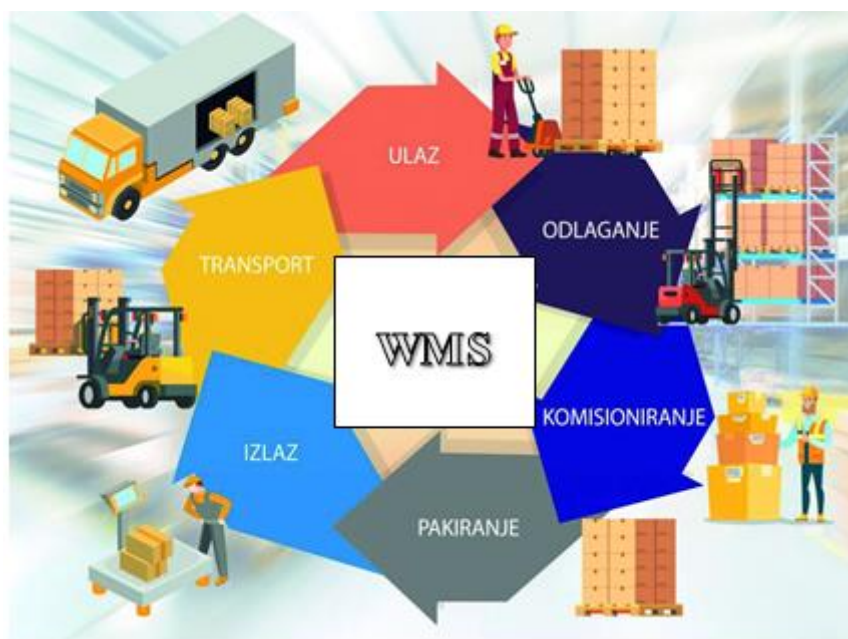 ULAZ
ODLAGANJE
KOMISIONIRANJE
PAKIRANJE
IZLAZ
TRANSPORT
WMS